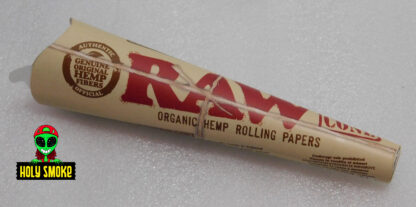 AUTHENTIC
GENUINE
ORIGINAL
HEMP
FIBERS
OFFICIAL
RAW
CONE
ORGANIC HEMP ROLLING PAPERS
HOLY SMOKE